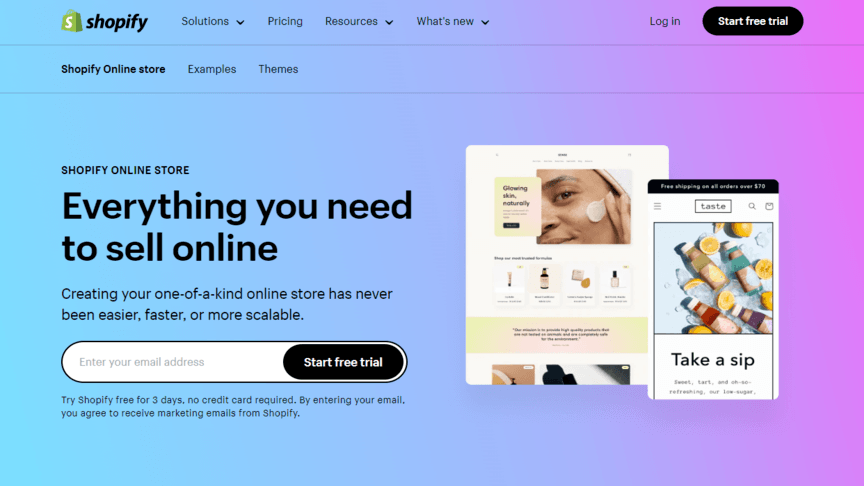 shopify
Solutions
Pricing
Resources
What's new
Log in
Start free trial
Shopify Online store
Examples
Themes
SHOPIFY ONLINE STORE
Everything you need
to sell online
Creating your one-of-a-kind online store has never
been easier, faster, or more scalable.
Enter your email address
Start free trial
Try Shopify free for 3 days, no credit card required. By entering your email,
you agree to receive marketing emails from Shopify.
Glowing
skin,
naturally
Shop our most trusted formulas
"Our mission is to provide high quality products that
are not tested on animals and are completely safe
for the environment."
Free shipping on all orders over $70
taste
Take a sip
Sweet, tart, and oh-so-
refreshing, our low-sugar,